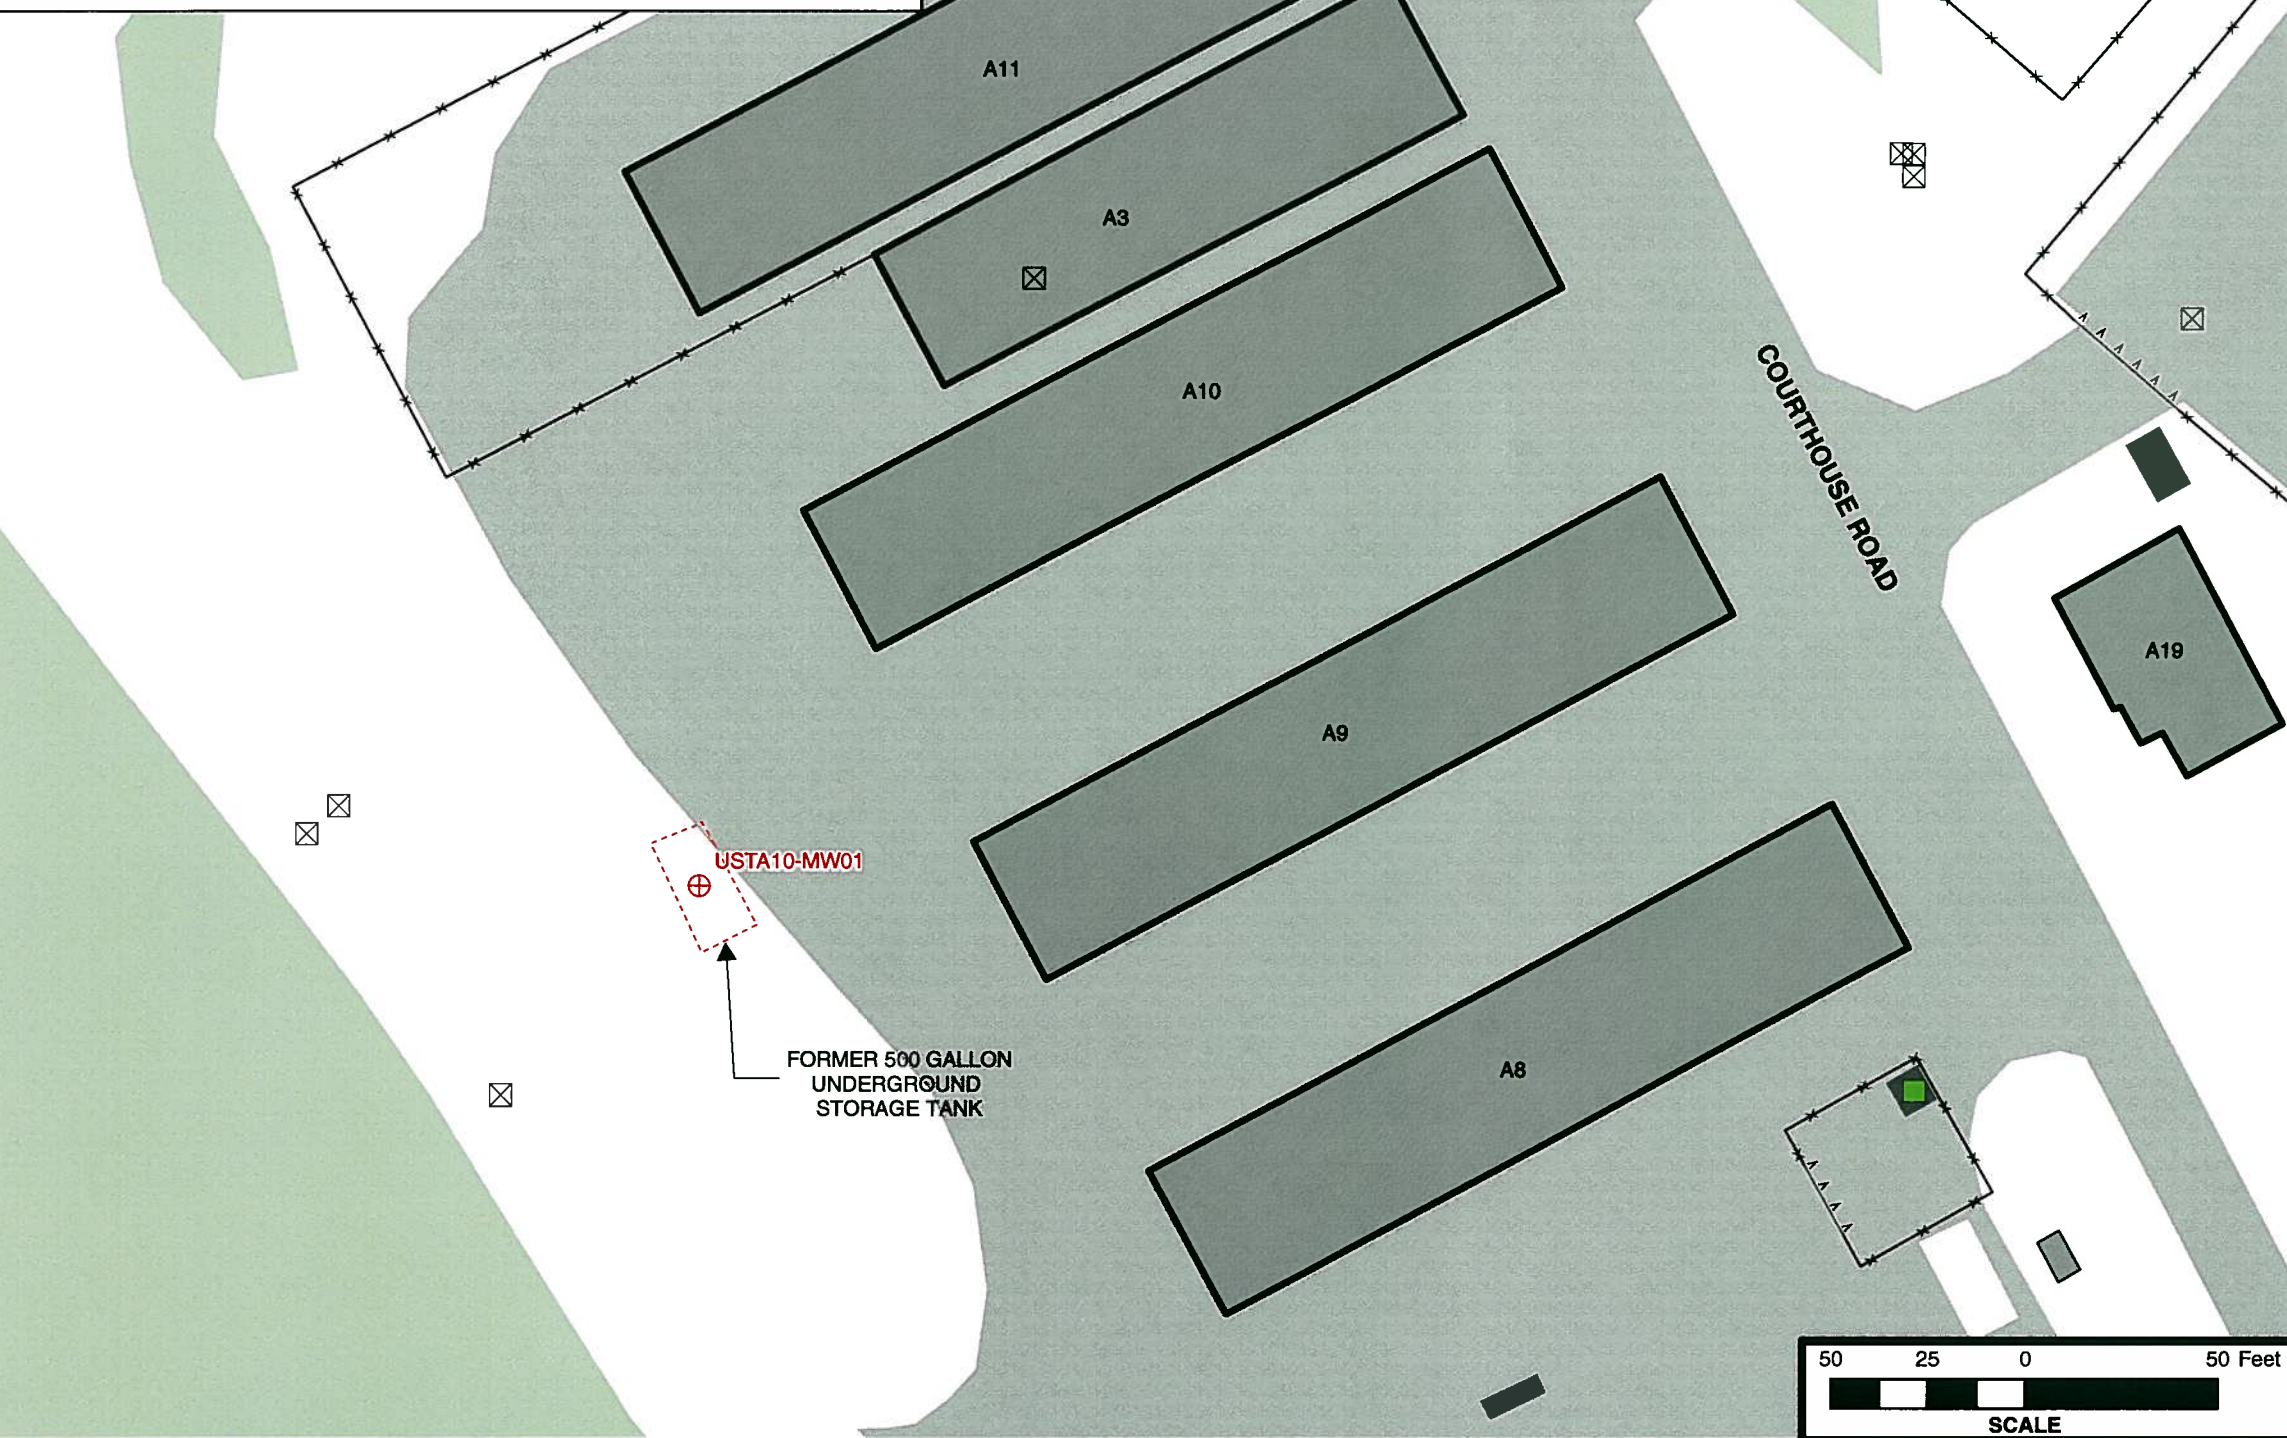 A11
A3
A10
COURTHOUSE ROAD
A19
A9
USTA10-MW01
FORMER 500 GALLON
UNDERGROUND
STORAGE TANK
A8
50 25 0 50 Feet
SCALE